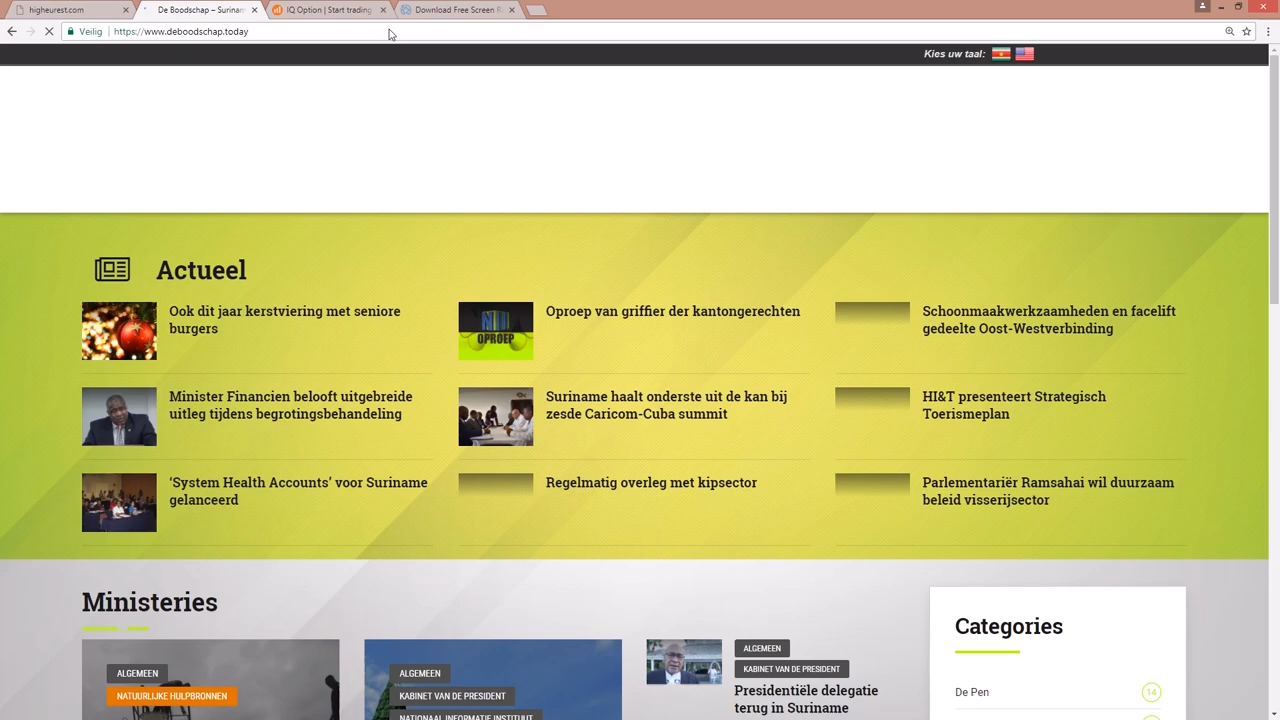 higheurest.com
De Boodschap – Surinam
IQ Option | Start trading
Download Free Screen R
Veilig
https://www.deboodschap.today
Kies uw taal:
Actueel
Ook dit jaar kerstviering met seniore
burgers
OPROEP
Oproep van griffier der kantongerechten
Schoonmaakwerkzaamheden en facelift
gedeelte Oost-Westverbinding
Minister Financien belooft uitgebreide
uitleg tijdens begrotingsbehandeling
Suriname haalt onderste uit de kan bij
zesde Caricom-Cuba summit
HI&T presenteert Strategisch
Toerismeplan
‘System Health Accounts’ voor Suriname
gelanceerd
Regelmatig overleg met kipsector
Parlementariër Ramsahai wil duurzaam
beleid visserijsector
Ministeries
ALGEMEEN
NATUURLIJKE HULPBRONNEN
ALGEMEEN
KABINET VAN DE PRESIDENT
NATIONAAL INFORMATIE INSTITUUT
ALGEMEEN
KABINET VAN DE PRESIDENT
Presidentiële delegatie
terug in Suriname
Categories
De Pen
14